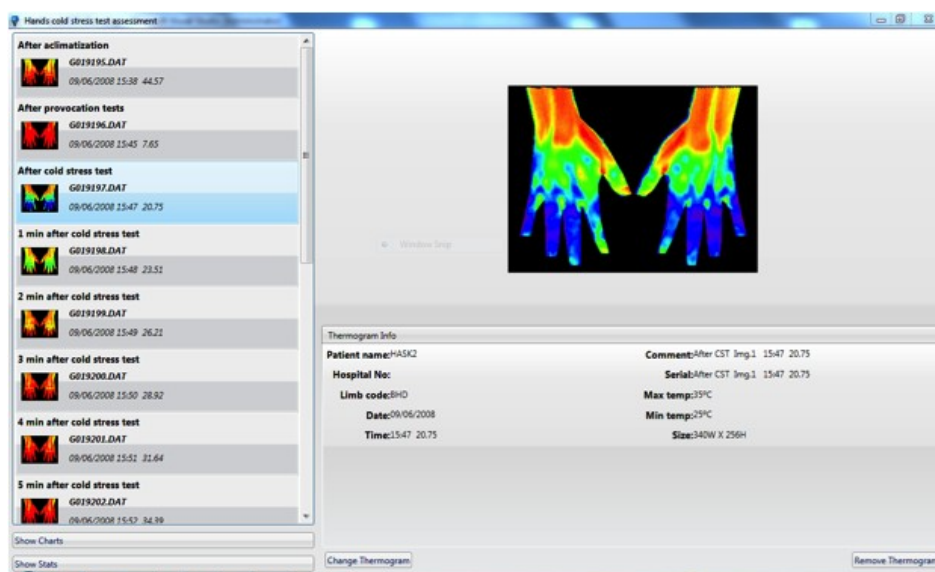 Hands cold stress test assessment
After aclimatization
G019195.DAT
09/06/2008 15:38 44.57
After provocation tests
G019196.DAT
09/06/2008 15:45 7.65
After cold stress test
G019197.DAT
09/06/2008 15:47 20.75
1 min after cold stress test
G019198.DAT
09/06/2008 15:48 23.51
2 min after cold stress test
G019199.DAT
09/06/2008 15:49 26.21
3 min after cold stress test
G019200.DAT
09/06/2008 15:50 28.92
4 min after cold stress test
G019201.DAT
09/06/2008 15:51 31.64
5 min after cold stress test
G019202.DAT
09/06/2008 15:52 34.39
Show Charts
Show Stats
Window Snip
Thermogram Info
Patient name:HASK2
Comment:After CST Img.1 15:47 20.75
Hospital No:
Serial:After CST Img.1 15:47 20.75
Limb code:BHD
Max temp:35ºC
Date:09/06/2008
Min temp:25ºC
Time:15:47 20.75
Size:340W X 256H
Change Thermogram
Remove Thermogram